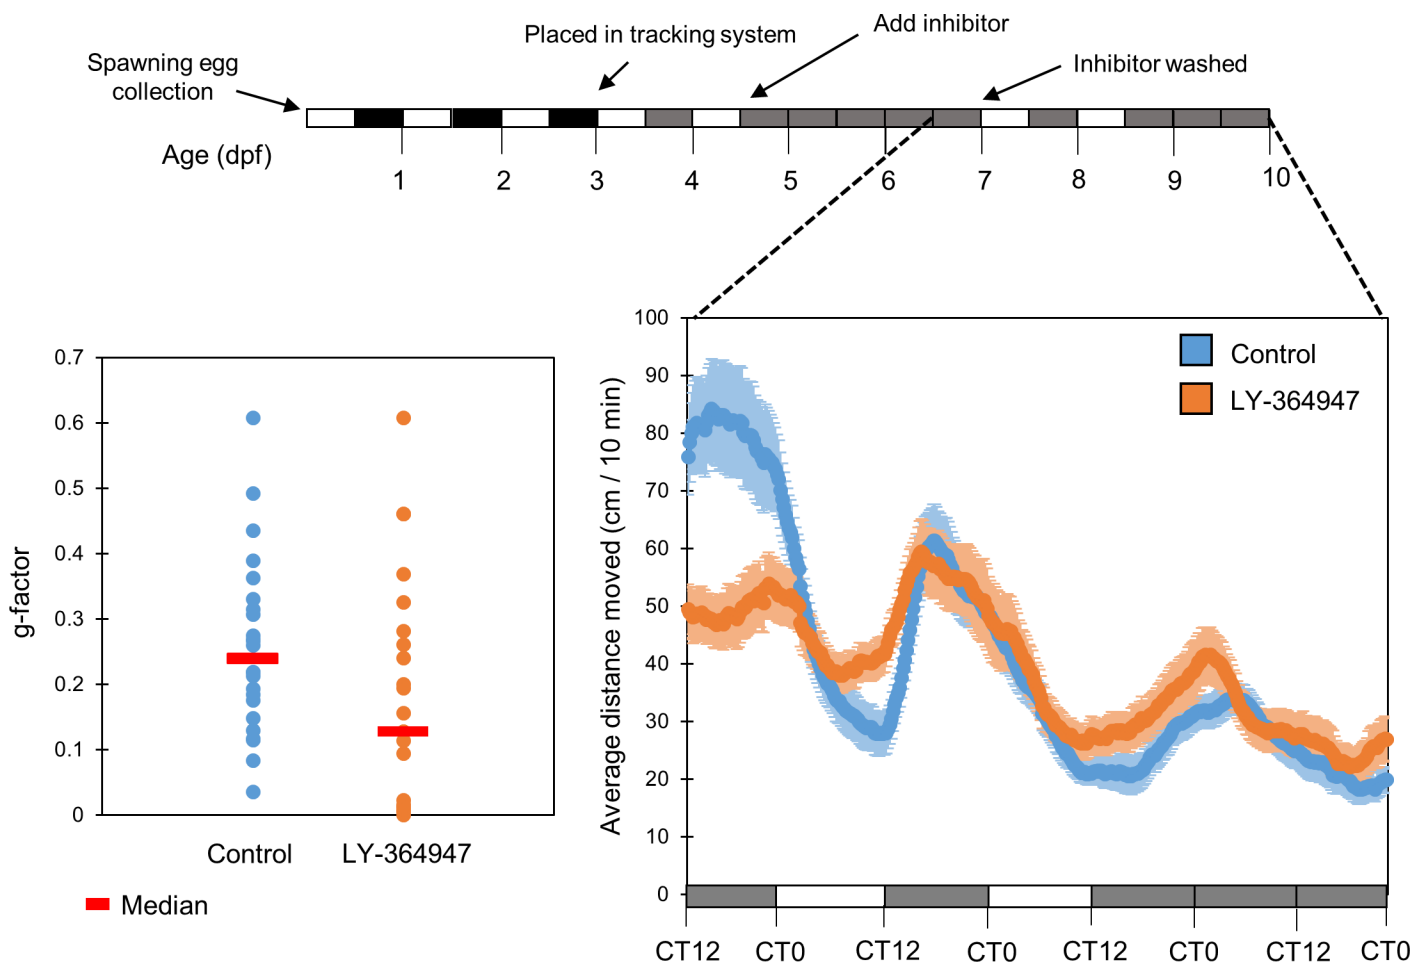 Placed in tracking system
Add inhibitor
Spawning egg
collection
Inhibitor washed
Age (dpf)
1
2
3
4
5
6
7
8
9
10
0.7
0.6
0.5
0.4
0.3
0.2
0.1
0
g-factor
Control
LY-364947
Median
100
90
80
70
60
50
40
30
20
10
0
Average distance moved (cm / 10 min)
Control
LY-364947
CT12
CT0
CT12
CT0
CT12
CT0
CT12
CT0